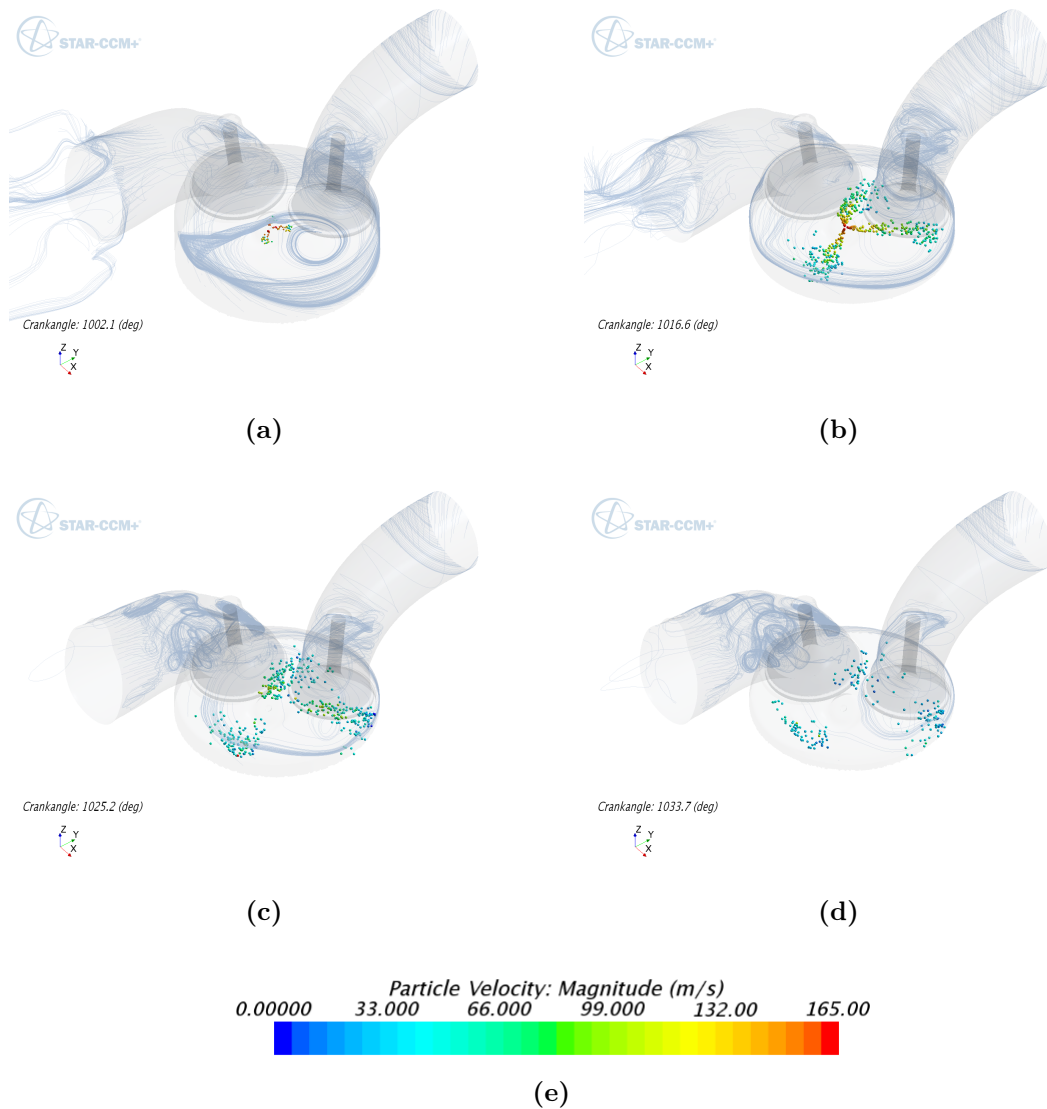 STAR-CCM+
STAR-CCM+
Crankangle: 1002.1 (deg)
Crankangle: 1016.6 (deg)
Z
Y
X
Z
Y
X
(a)
(b)
STAR-CCM+
STAR-CCM+
Crankangle: 1025.2 (deg)
Crankangle: 1033.7 (deg)
Z
Y
X
Z
Y
X
(c)
(d)
Particle Velocity: Magnitude (m/s)
0.00000 33.000 66.000 99.000 132.00 165.00
(e)